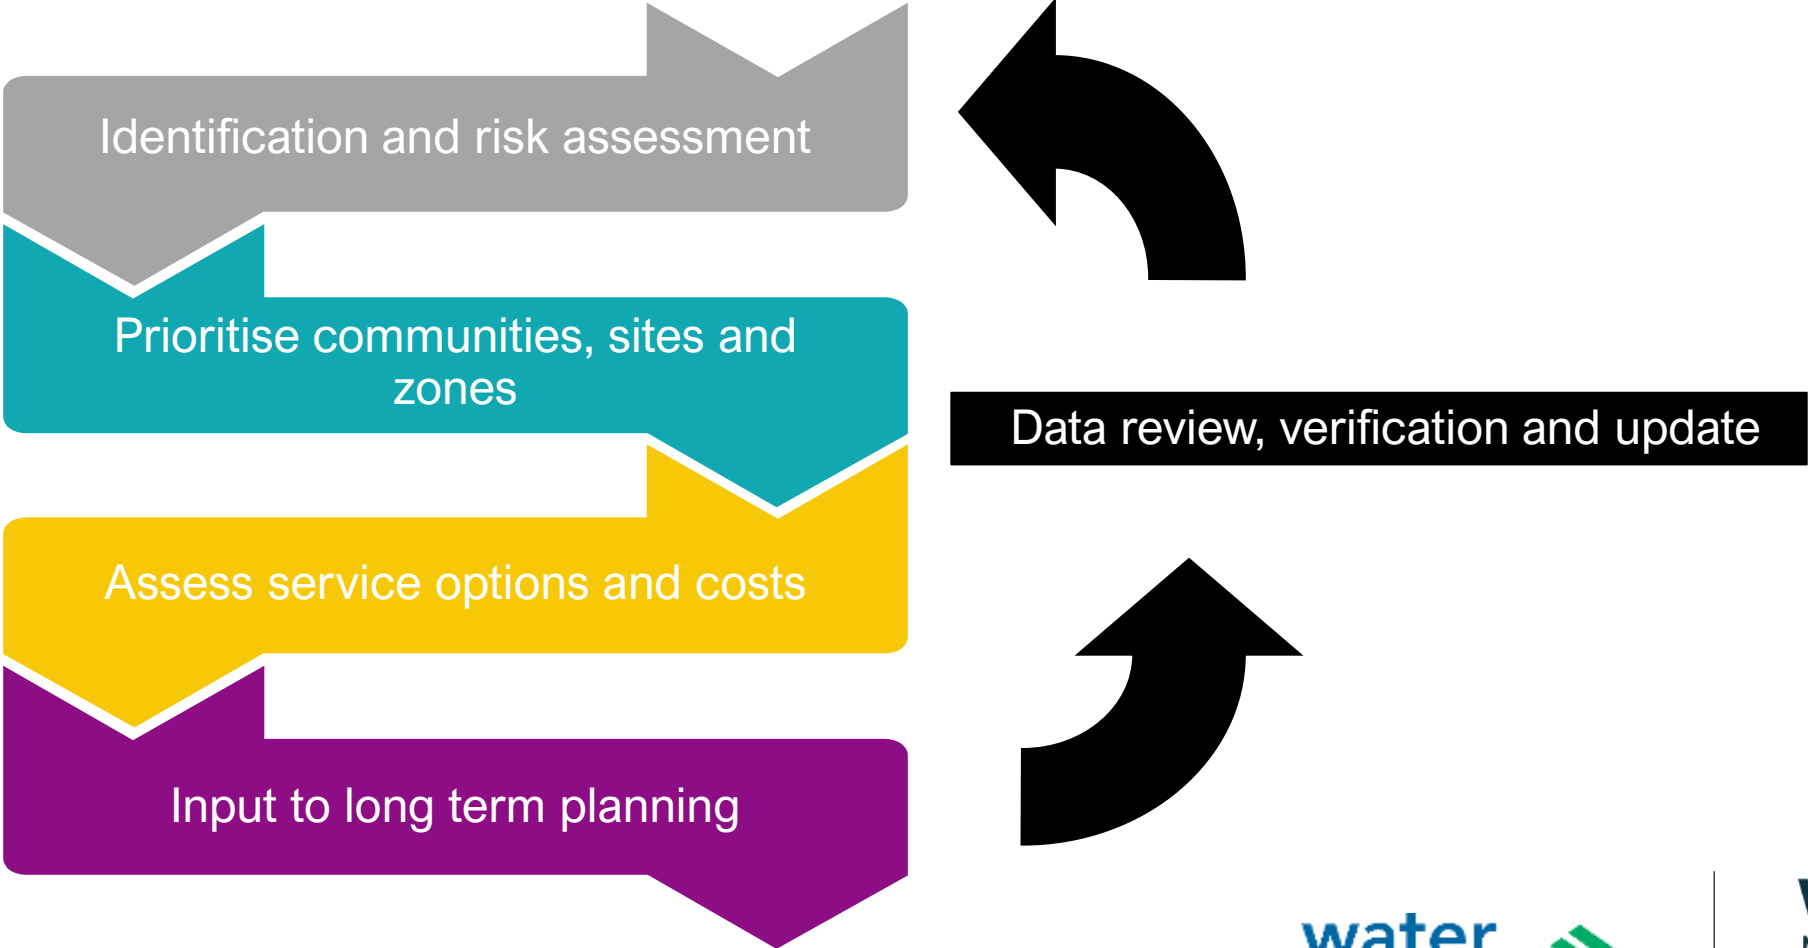 Identification and risk assessment
Prioritise communities, sites and
zones
Data review, verification and update
Assess service options and costs
Input to long term planning
water